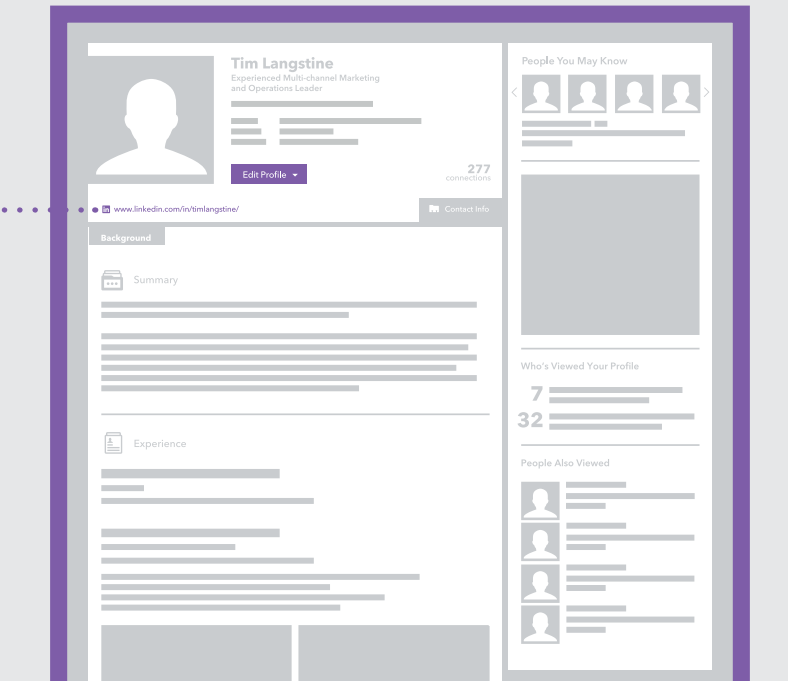 Tim Langstine
Experienced Multi-channel Marketing
and Operations Leader
Edit Profile
277
connections
www.linkedin.com/in/timlangstine/
Contact Info
Background
Summary
Experience
People You May Know
Who's Viewed Your Profile
7
32
People Also Viewed